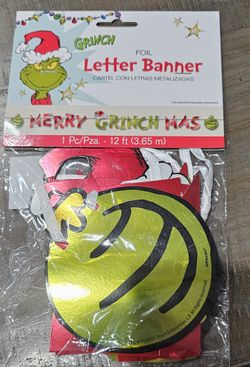 GRINCH
FOIL
Letter Banner
CARTEL CON LETRAS METALIZADAS
MERRY GRINCH MAS
1 Pc/Pza. - 12 ft (3.65 m)